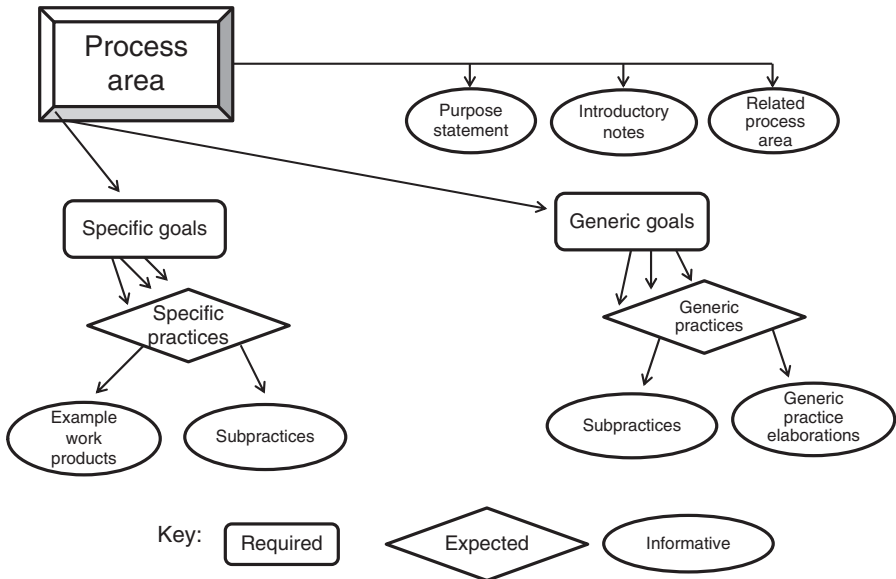 Process
area
Purpose
statement
Introductory
notes
Related
process
area
Specific goals
Generic goals
Specific
practices
Generic
practices
Example
work
products
Subpractices
Subpractices
Generic
practice
elaborations
Key:
Required
Expected
Informative